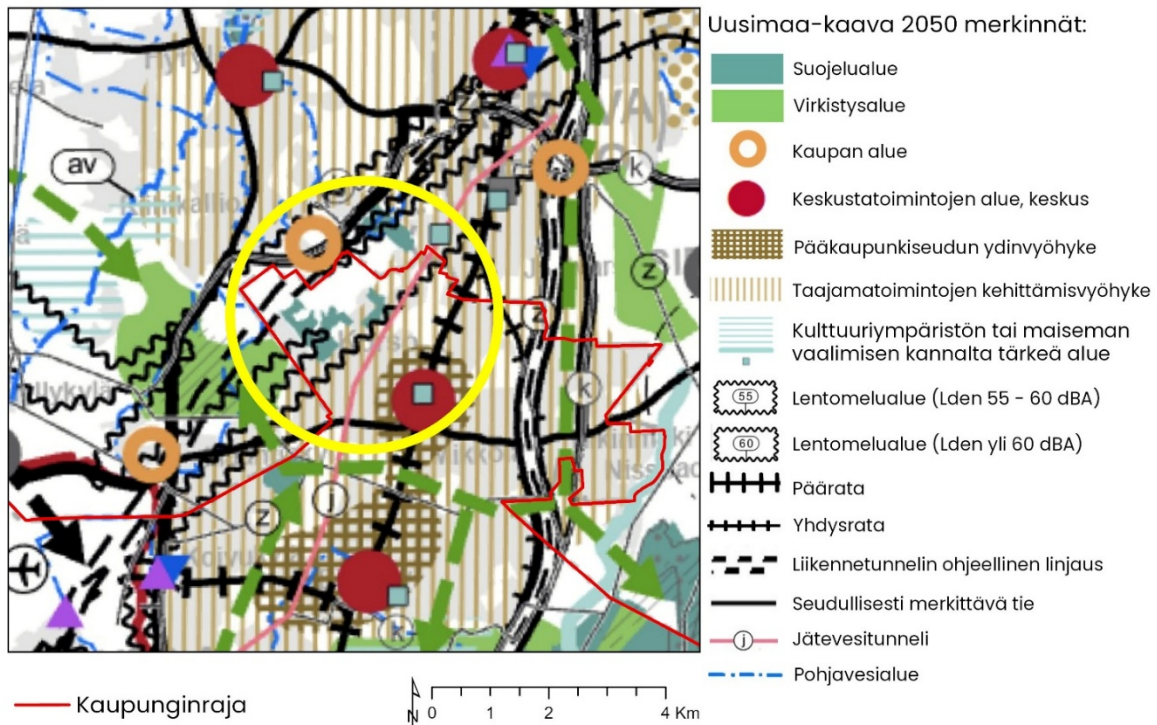 Uusimaa-kaava 2050 merkinnät:
Suojelualue
Virkistysalue
Kaupan alue
Keskustatoimintojen alue, keskus
Pääkaupunkiseudun ydinvyöhyke
Taajamatoimintojen kehittämisvyöhyke
Kulttuuriympäristön tai maiseman
vaalimisen kannalta tärkeä alue
55
Lentomelualue (Lden 55 - 60 dBA)
60
Lentomelualue (Lden yli 60 dBA)
Päärata
Yhdysrata
Liikennetunnelin ohjeellinen linjaus
Seudullisesti merkittävä tie
j
Jätevesitunneli
Pohjavesialue
av
k
z
z
k
z
j
k
Kaupunginraja
N
0 1 2 4 Km